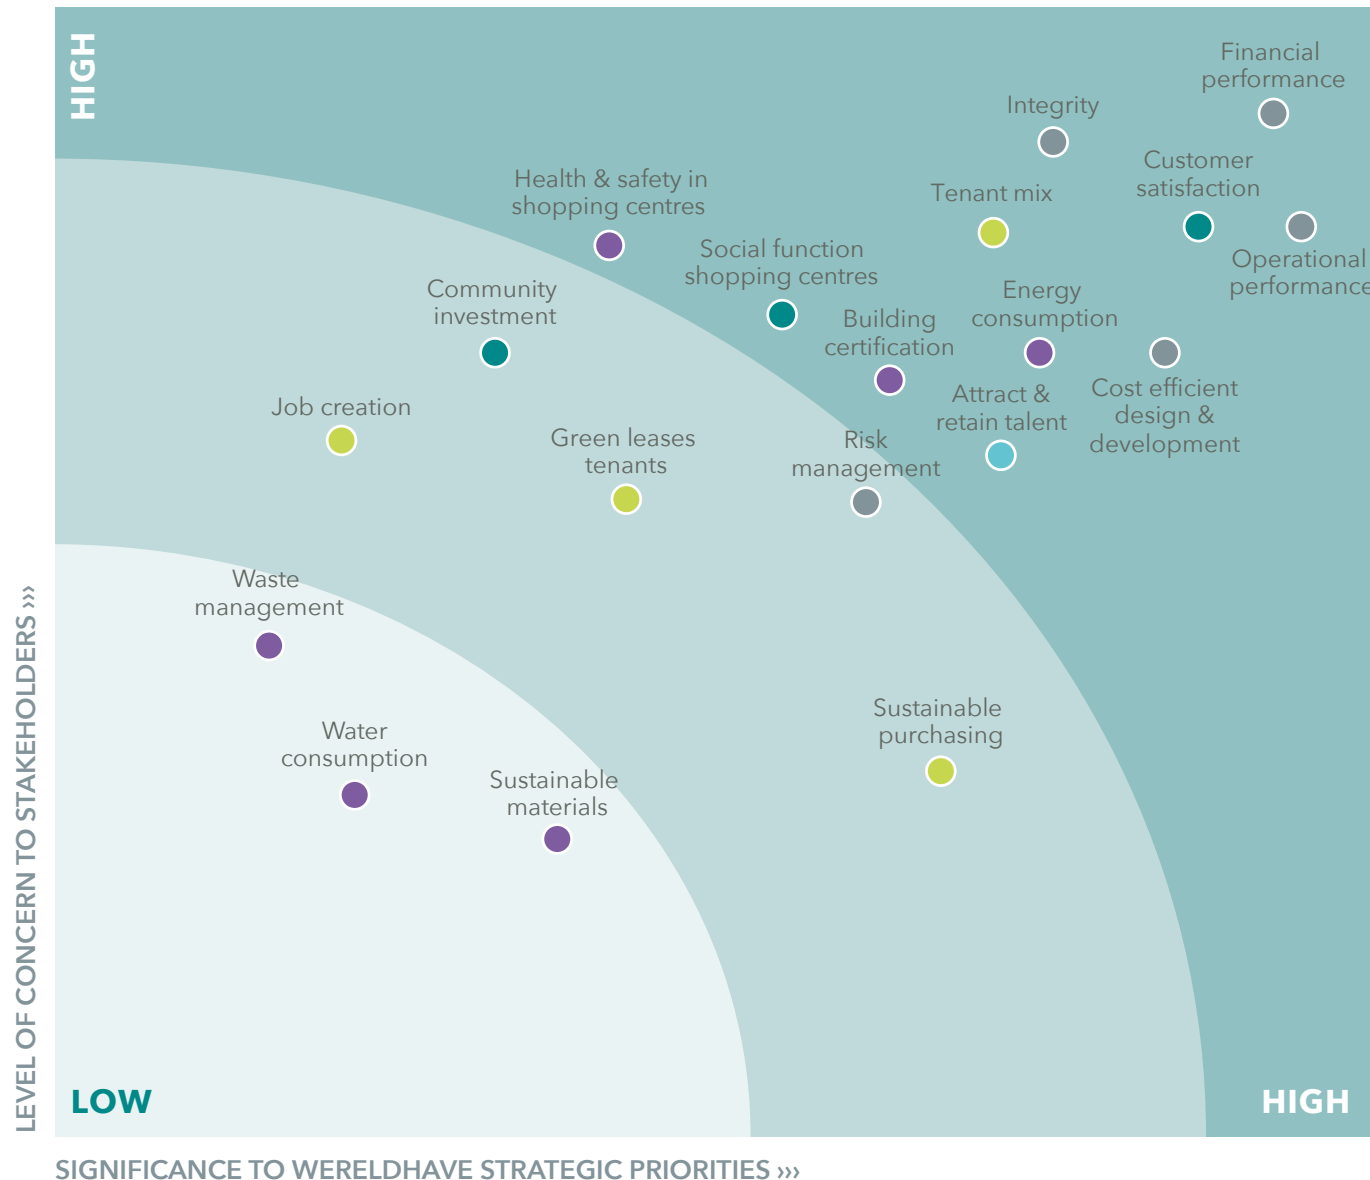 HIGH
Financial
performance
Integrity
Customer
satisfaction
Health & safety in
shopping centres
Tenant mix
Social function
shopping centres
Operational
performance
Community
investment
Energy
consumption
Building
certification
Attract &
retain talent
Cost efficient
design &
development
Job creation
Green leases
tenants
Risk
management
Waste
management
Sustainable
purchasing
Water
consumption
Sustainable
materials
LEVEL OF CONCERN TO STAKEHOLDERS ›››
LOW
HIGH
SIGNIFICANCE TO WERELDHAVE STRATEGIC PRIORITIES ›››